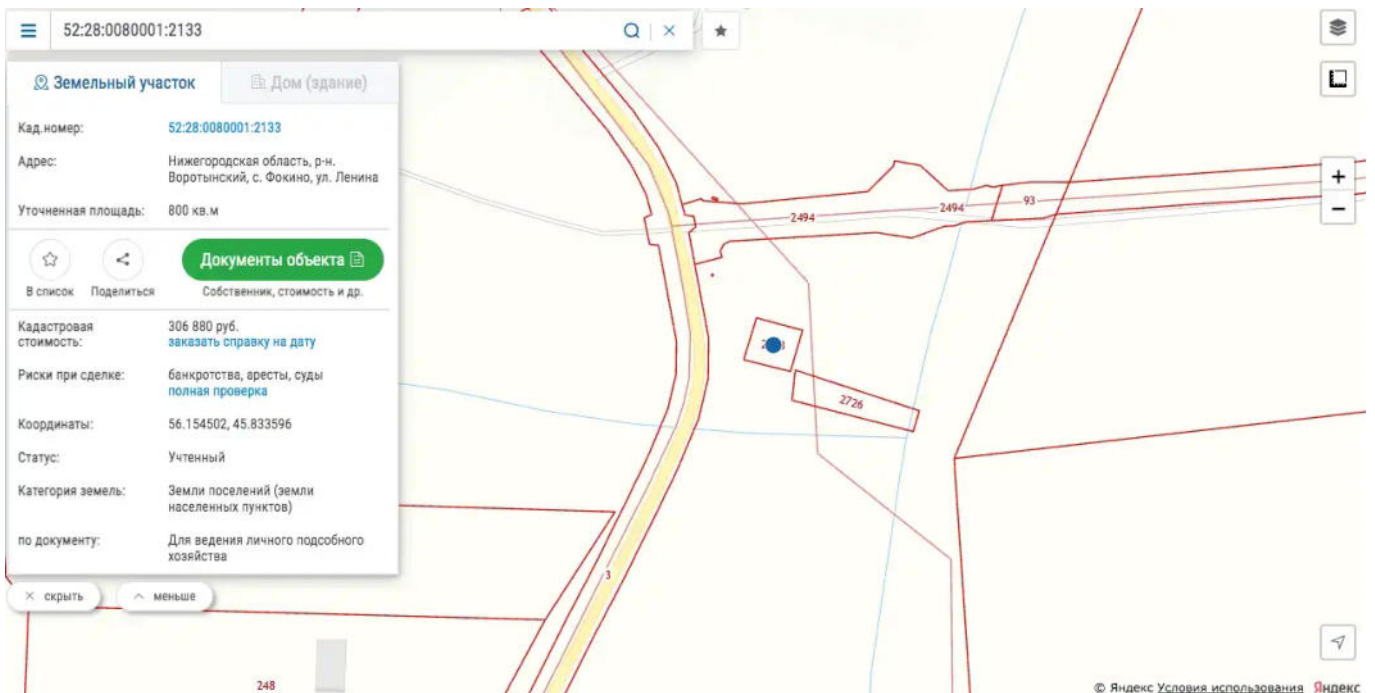 52:28:0080001:2133
Земельный участок
Дом (здание)
Кад.номер:
52:28:0080001:2133
Адрес:
Нижегородская область, р-н.
Воротынский, с. Фокино, ул. Ленина
Уточненная площадь:
800 кв.м
Документы объекта
В список
Поделиться
Собственник, стоимость и др.
Кадастровая
стоимость:
306 880 руб.
заказать справку на дату
Риски при сделке:
банкротства, аресты, суды
полная проверка
Координаты:
56.154502, 45.833596
Статус:
Учтенный
Категория земель:
Земли поселений (земли
населенных пунктов)
по документу:
Для ведения личного подсобного
хозяйства
скрыть
меньше
2494
2494
93
2726
3
248
+
−
© Яндекс Условия использования Яндекс